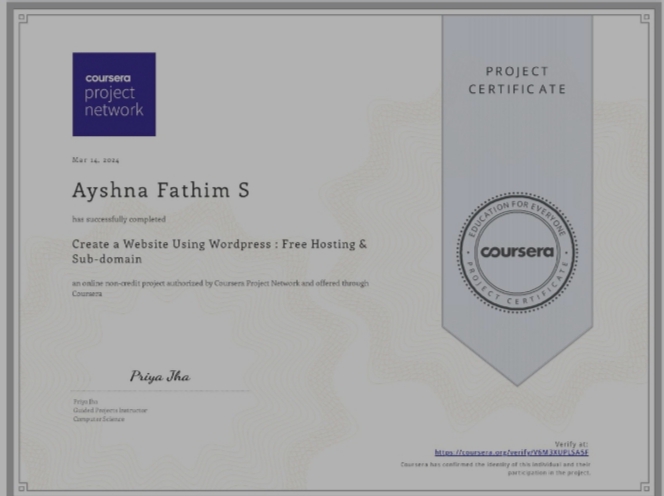 coursera
project
network
Mar 14, 2024
Ayshna Fathim S
has successfully completed
Create a Website Using Wordpress : Free Hosting &
Sub-domain
an online non-credit project authorized by Coursera Project Network and offered through
Coursera
Priya Jha
Priya Jha
Guided Projects Instructor
Computer Science
PROJECT
CERTIFICATE
EDUCATION FOR EVERYONE
coursera
PROJECT CERTIFICATE
Verify at:
https://coursera.org/verify/
Coursera has confirmed the identity of this individual and their
participation in the project.